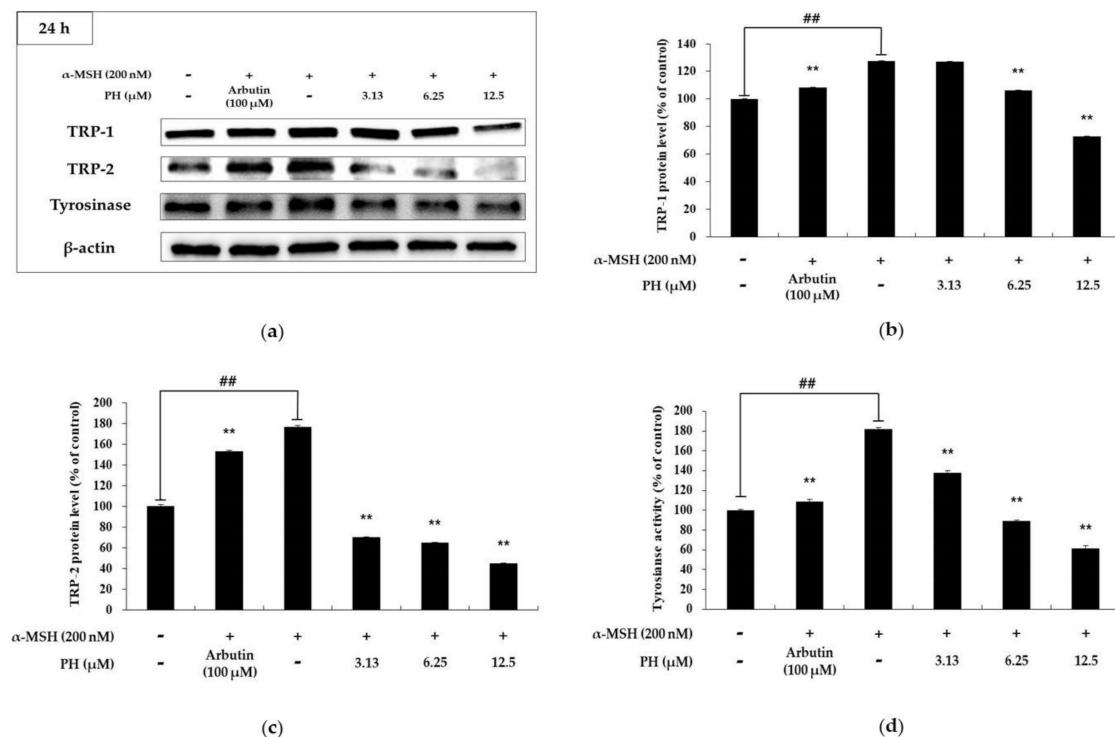 24 h
α-MSH (200 nM) - + + + + +
PH (μM) - Arbutin (100 μM) - 3.13 6.25 12.5
TRP-1
TRP-2
Tyrosinase
β-actin
(a)
##
TRP-1 protein level (% of control)
140
120
100
80
60
40
20
0
**
**
**
α-MSH (200 nM) - + + + + +
PH (μM) - Arbutin (100 μM) - 3.13 6.25 12.5
(b)
##
TRP-2 protein level (% of control)
200
180
160
140
120
100
80
60
40
20
0
**
**
**
**
α-MSH (200 nM) - + + + + +
PH (μM) - Arbutin (100 μM) - 3.13 6.25 12.5
(c)
##
Tyrosianse activity (% of control)
200
180
160
140
120
100
80
60
40
20
0
**
**
**
**
α-MSH (200 nM) - + + + + +
PH (μM) - Arbutin (100 μM) - 3.13 6.25 12.5
(d)